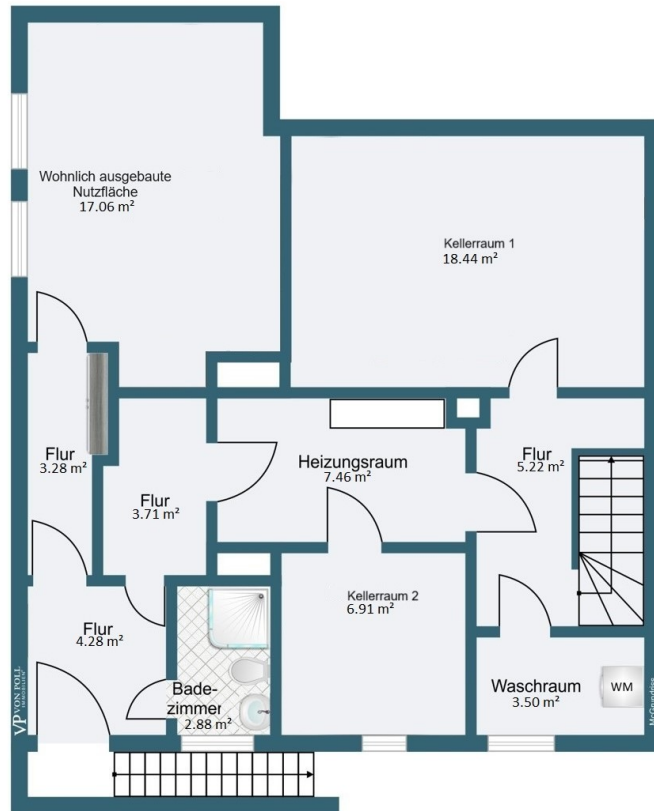 Wohnlich ausgebaute
Nutzfläche
17.06 m²
Kellerraum 1
18.44 m²
Flur
3.28 m²
Flur
3.71 m²
Heizungsraum
7.46 m²
Flur
5.22 m²
Kellerraum 2
6.91 m²
Flur
4.28 m²
Bade-
zimmer
2.88 m²
Waschraum
3.50 m²
WM
VP VON POLL
IMMOBILIEN
McGrundriss